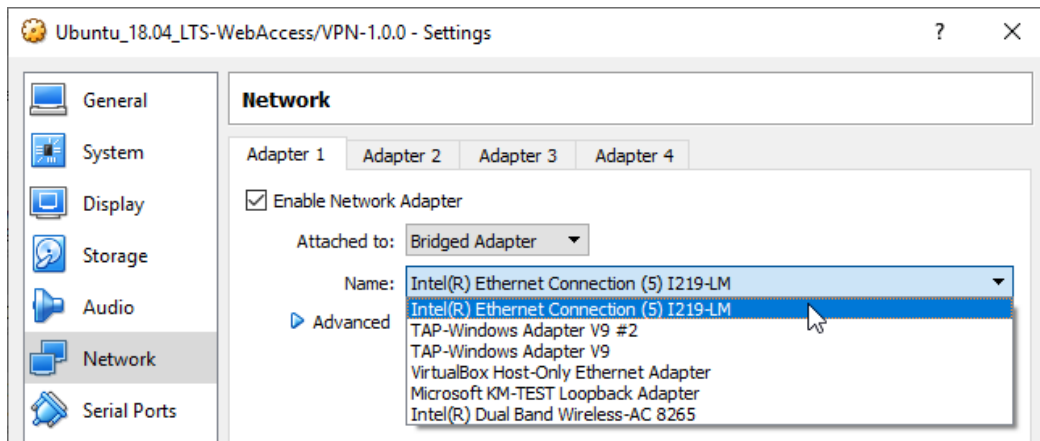 Ubuntu_18.04_LTS-WebAccess/VPN-1.0.0 - Settings ?
General
System
Display
Storage
Audio
Network
Serial Ports
Network
Adapter 1 Adapter 2 Adapter 3 Adapter 4
Enable Network Adapter
Attached to: Bridged Adapter
Name: Intel(R) Ethernet Connection (5) I219-LM
Intel(R) Ethernet Connection (5) I219-LM
TAP-Windows Adapter V9 #2
TAP-Windows Adapter V9
VirtualBox Host-Only Ethernet Adapter
Microsoft KM-TEST Loopback Adapter
Intel(R) Dual Band Wireless-AC 8265
Advanced